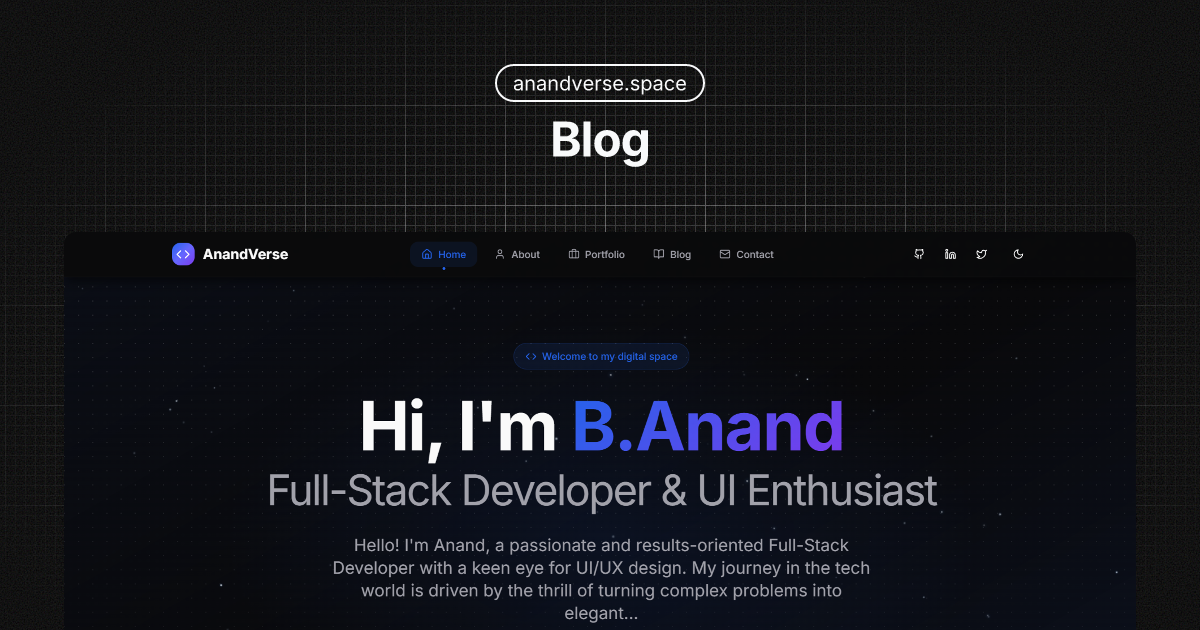 anandverse.space
Blog
AnandVerse Home About Portfolio Blog Contact
Welcome to my digital space
Hi, I'm B.Anand
Full-Stack Developer & UI Enthusiast
Hello! I'm Anand, a passionate and results-oriented Full-Stack
Developer with a keen eye for UI/UX design. My journey in the tech
world is driven by the thrill of turning complex problems into
elegant...